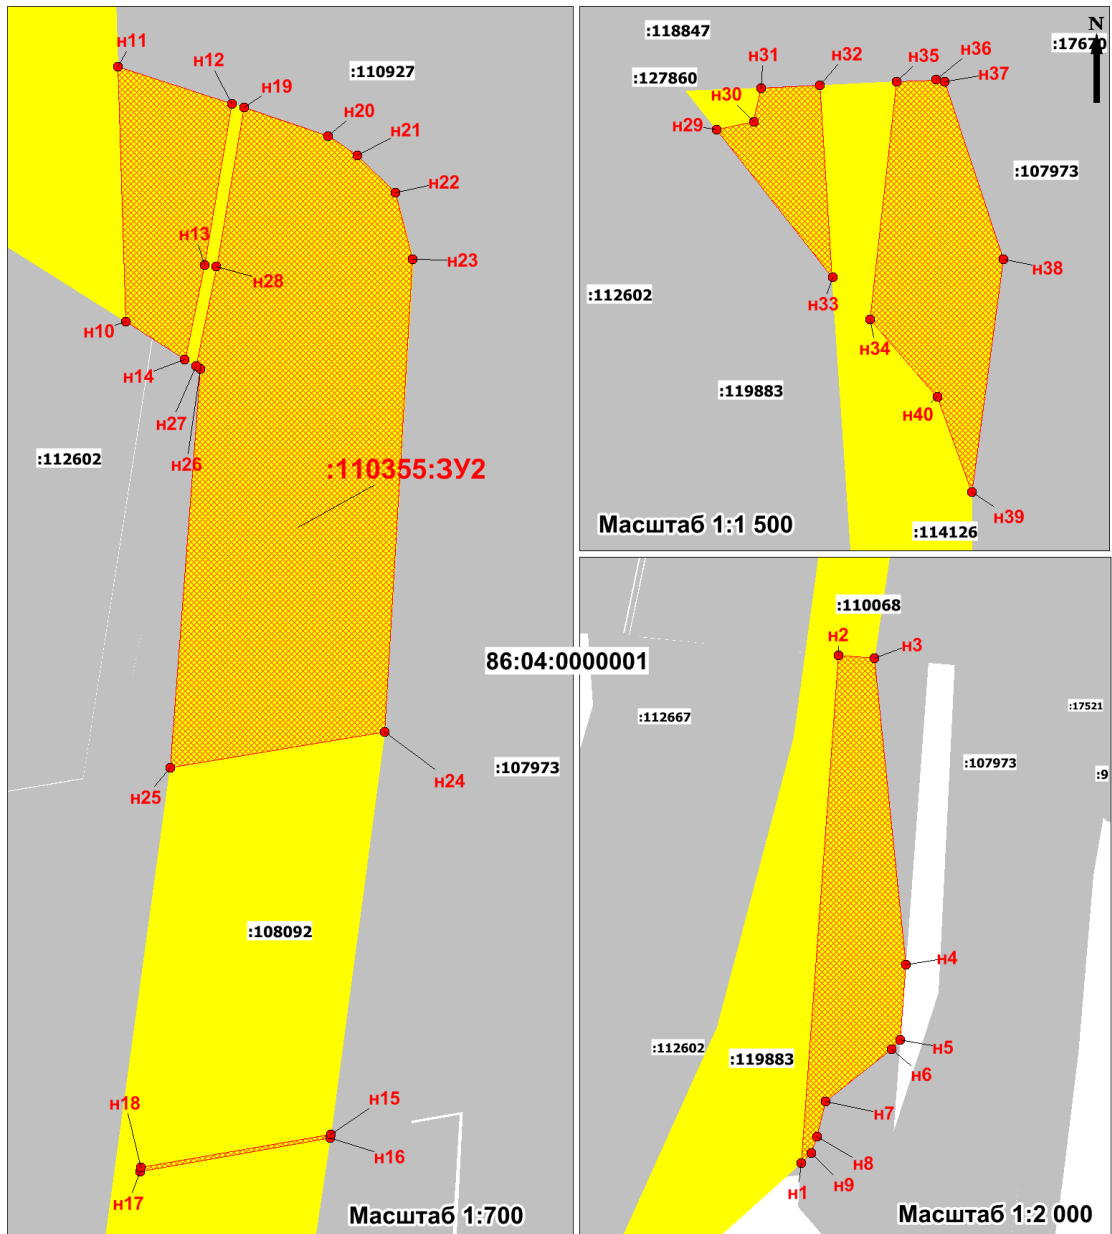 н11
н12
н19
:110927
н20
н21
н22
н13
н23
н28
н10
н14
н27
н26
:112602
:110355:ЗУ2
н25
н24
:107973
:108092
н18
н15
н16
н17
Масштаб 1:700
86:04:0000001
:118847
N
н36
:17670
н31
н32
н35
:127860
н37
н30
н29
:107973
н38
:112602
н33
н34
:119883
н40
Масштаб 1:1 500
н39
:114126
:110068
н2
н3
:112667
:17521
:107973
:9
н4
:112602
:119883
н5
н6
н7
н8
н1
н9
Масштаб 1:2 000